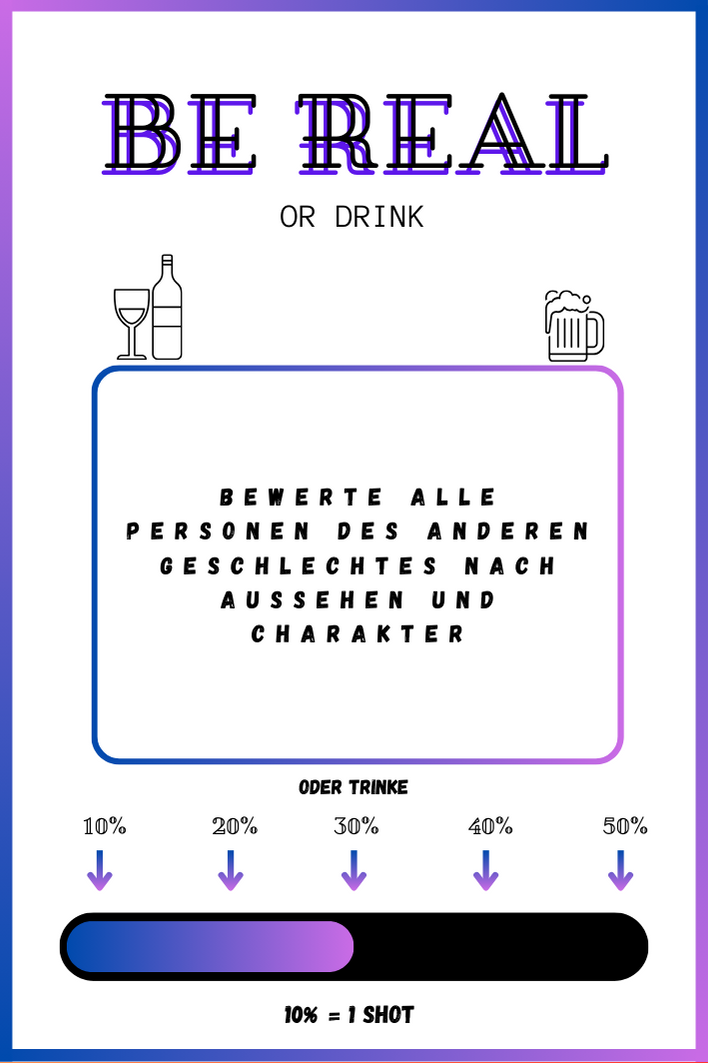 BE REAL
OR DRINK
BEWERTE ALLE
PERSONEN DES ANDEREN
GESCHLECHTES NACH
AUSSEHEN UND
CHARAKTER
ODER TRINKE
10% 20% 30% 40% 50%
10% = 1 SHOT